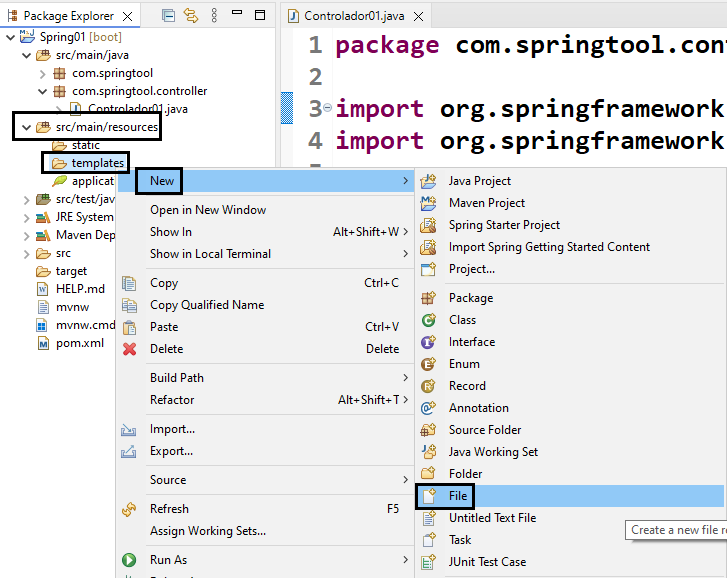 Package Explorer
Controlador01.java
Spring01 [boot]
src/main/java
com.springtool
com.springtool.controller
Controlador01.java
src/main/resources
static
templates
applicat
src/test/jav
JRE System
Maven Dep
src
target
HELP.md
mvnw
mvnw.cmd
pom.xml
1 package com.springtool.con
2
3 import org.springframework
4 import org.springframework
New
Open in New Window
Show In Alt+Shift+W
Show in Local Terminal
Copy Ctrl+C
Copy Qualified Name
Paste Ctrl+V
Delete Delete
Build Path
Refactor Alt+Shift+T
Import...
Export...
Source
Refresh F5
Assign Working Sets...
Run As
Java Project
Maven Project
Spring Starter Project
Import Spring Getting Started Content
Project...
Package
Class
Interface
Enum
Record
Annotation
Source Folder
Java Working Set
Folder
File
Untitled Text File
Task
JUnit Test Case
Create a new file re